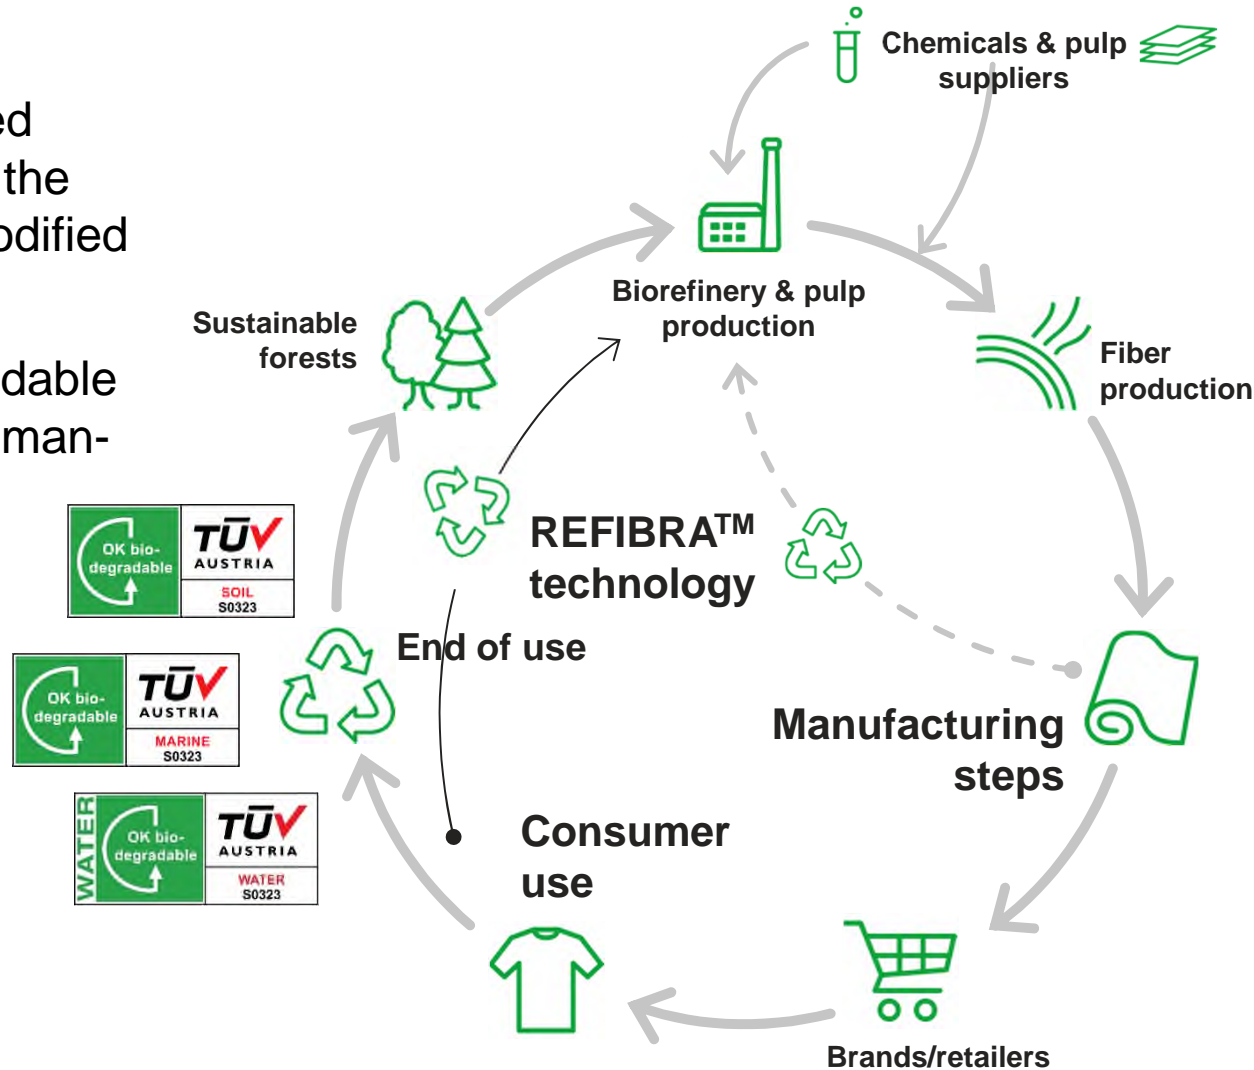 ed
the
odified
dable
man-
Chemicals & pulp
suppliers
Biorefinery & pulp
production
Sustainable
forests
Fiber
production
REFIBRA™
technology
End of use
Manufacturing
steps
Consumer
use
Brands/retailers
OK bio-
degradable
TÜV
AUSTRIA
SOIL
S0323
OK bio-
degradable
TÜV
AUSTRIA
MARINE
S0323
WATER
OK bio-
degradable
TÜV
AUSTRIA
WATER
S0323